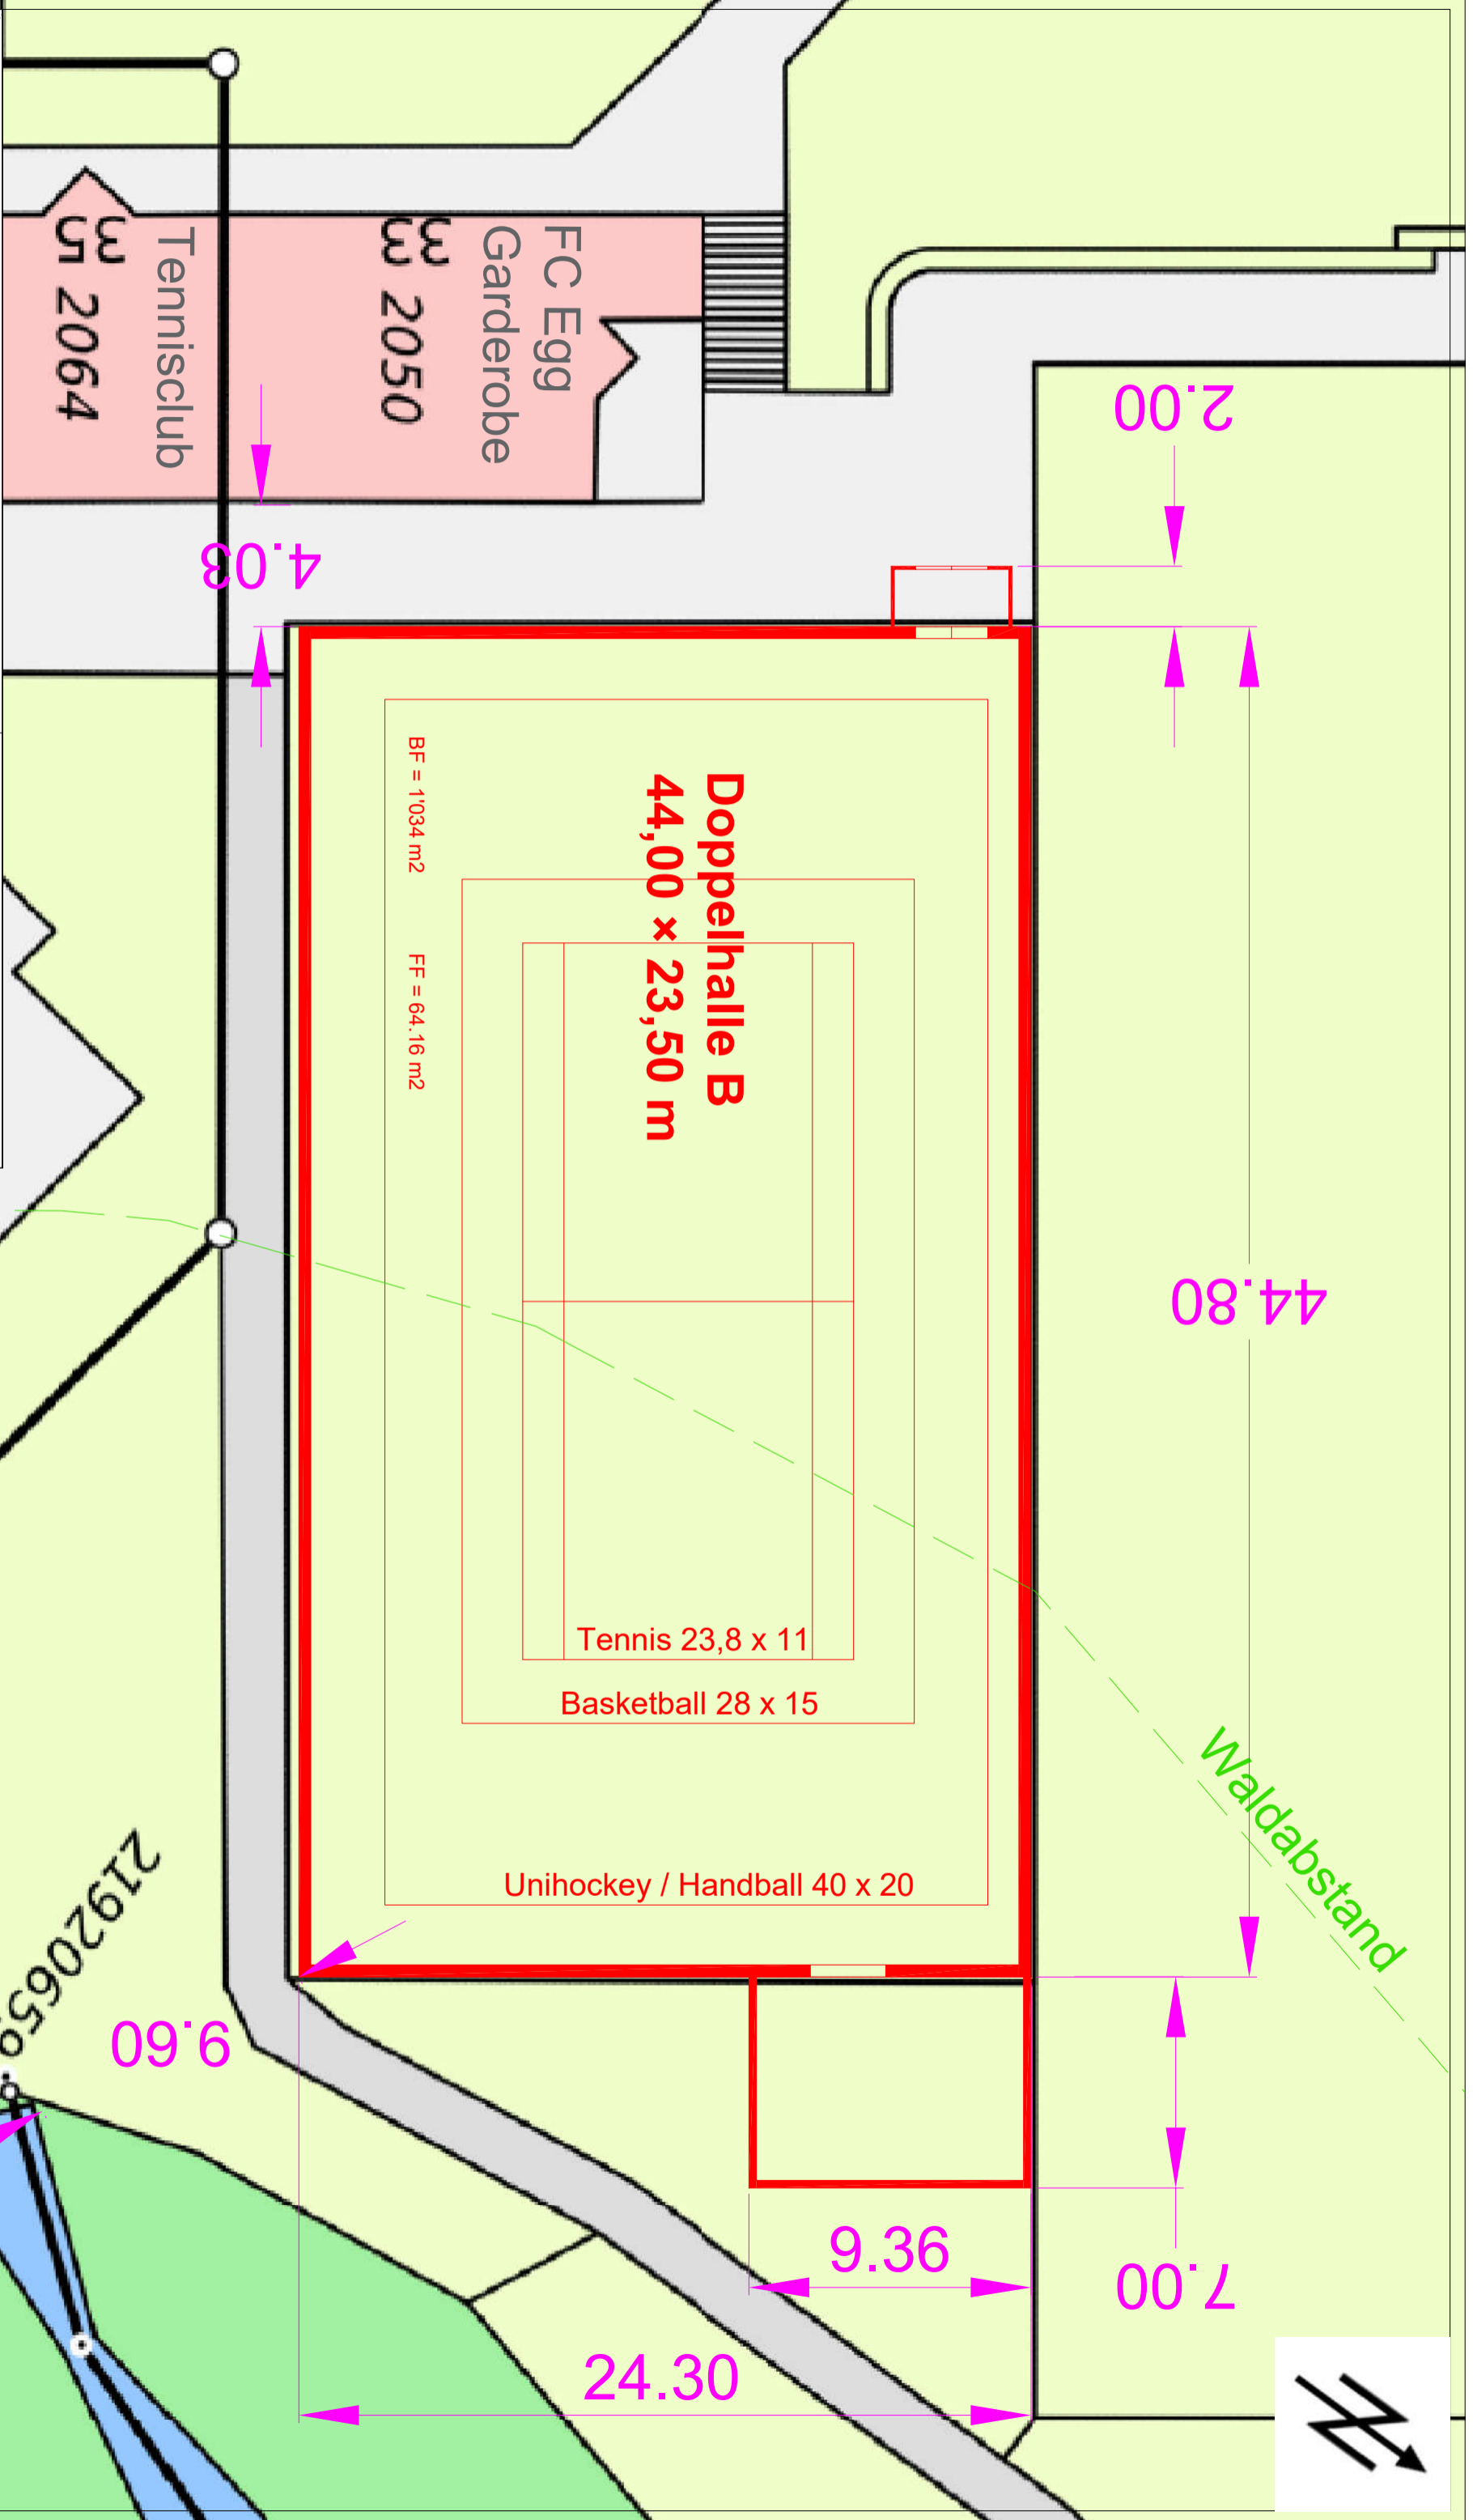 FC Egg
Garderobe
33 2050
Tennisclub
35 2064
2.00
4.03
Doppelhalle B
44,00 × 23,50 m
BF = 1'034 m2 FF = 64.16 m2
44.80
Tennis 23,8 x 11
Basketball 28 x 15
Unihockey / Handball 40 x 20
Waldabstand
9.60
9.36
7.00
24.30